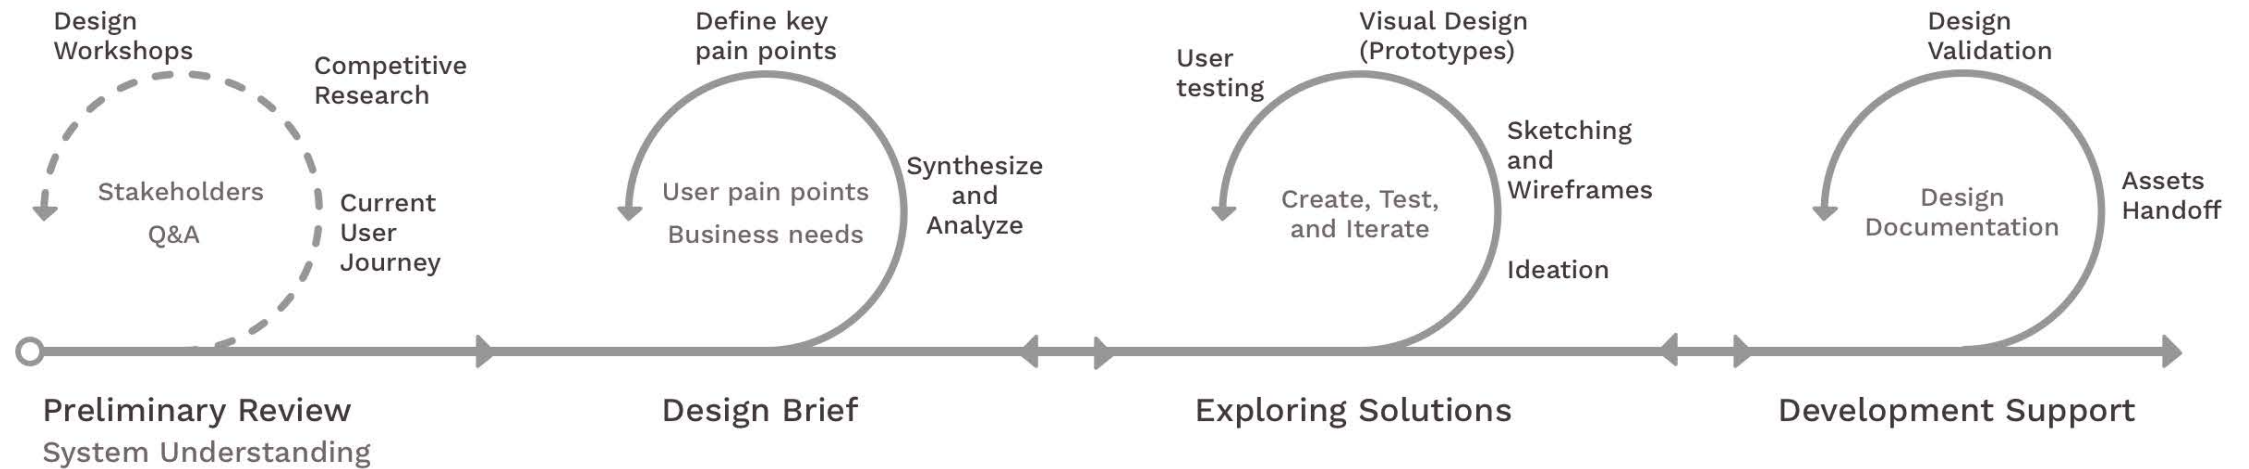 Design
Workshops
Competitive
Research
Current
User
Journey
Stakeholders
Q&A
Preliminary Review
System Understanding
Define key
pain points
Synthesize
and
Analyze
User pain points
Business needs
Design Brief
User
testing
Visual Design
(Prototypes)
Sketching
and
Wireframes
Ideation
Create, Test,
and Iterate
Exploring Solutions
Design
Validation
Assets
Handoff
Design
Documentation
Development Support